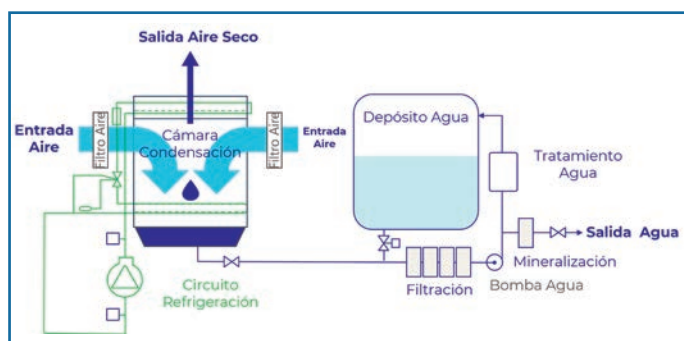 Salida Aire Seco
Entrada
Aire
Filtro Aire
Cámara
Condensación
Filtro Aire
Entrada
Aire
Depósito Agua
Tratamiento
Agua
Salida Agua
Mineralización
Circuito
Refrigeración
Filtración
Bomba Agua